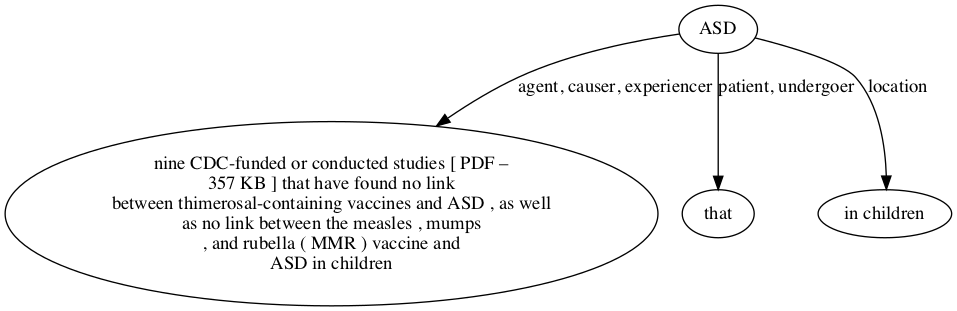 ASD
agent, causer, experiencer
patient, undergoer
location
nine CDC-funded or conducted studies [ PDF –
357 KB ] that have found no link
between thimerosal-containing vaccines and ASD , as well
as no link between the measles , mumps
, and rubella ( MMR ) vaccine and
ASD in children
that
in children